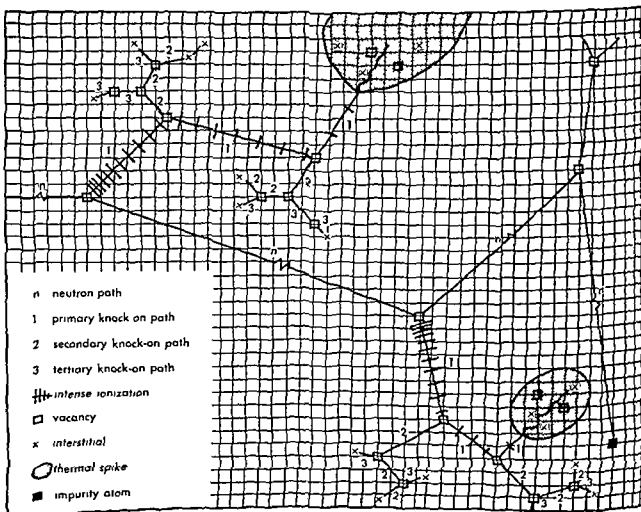 n neutron path
1 primary knock on path
2 secondary knock-on path
3 tertiary knock-on path
intense ionization
vacancy
x interstitial
thermal spike
impurity atom